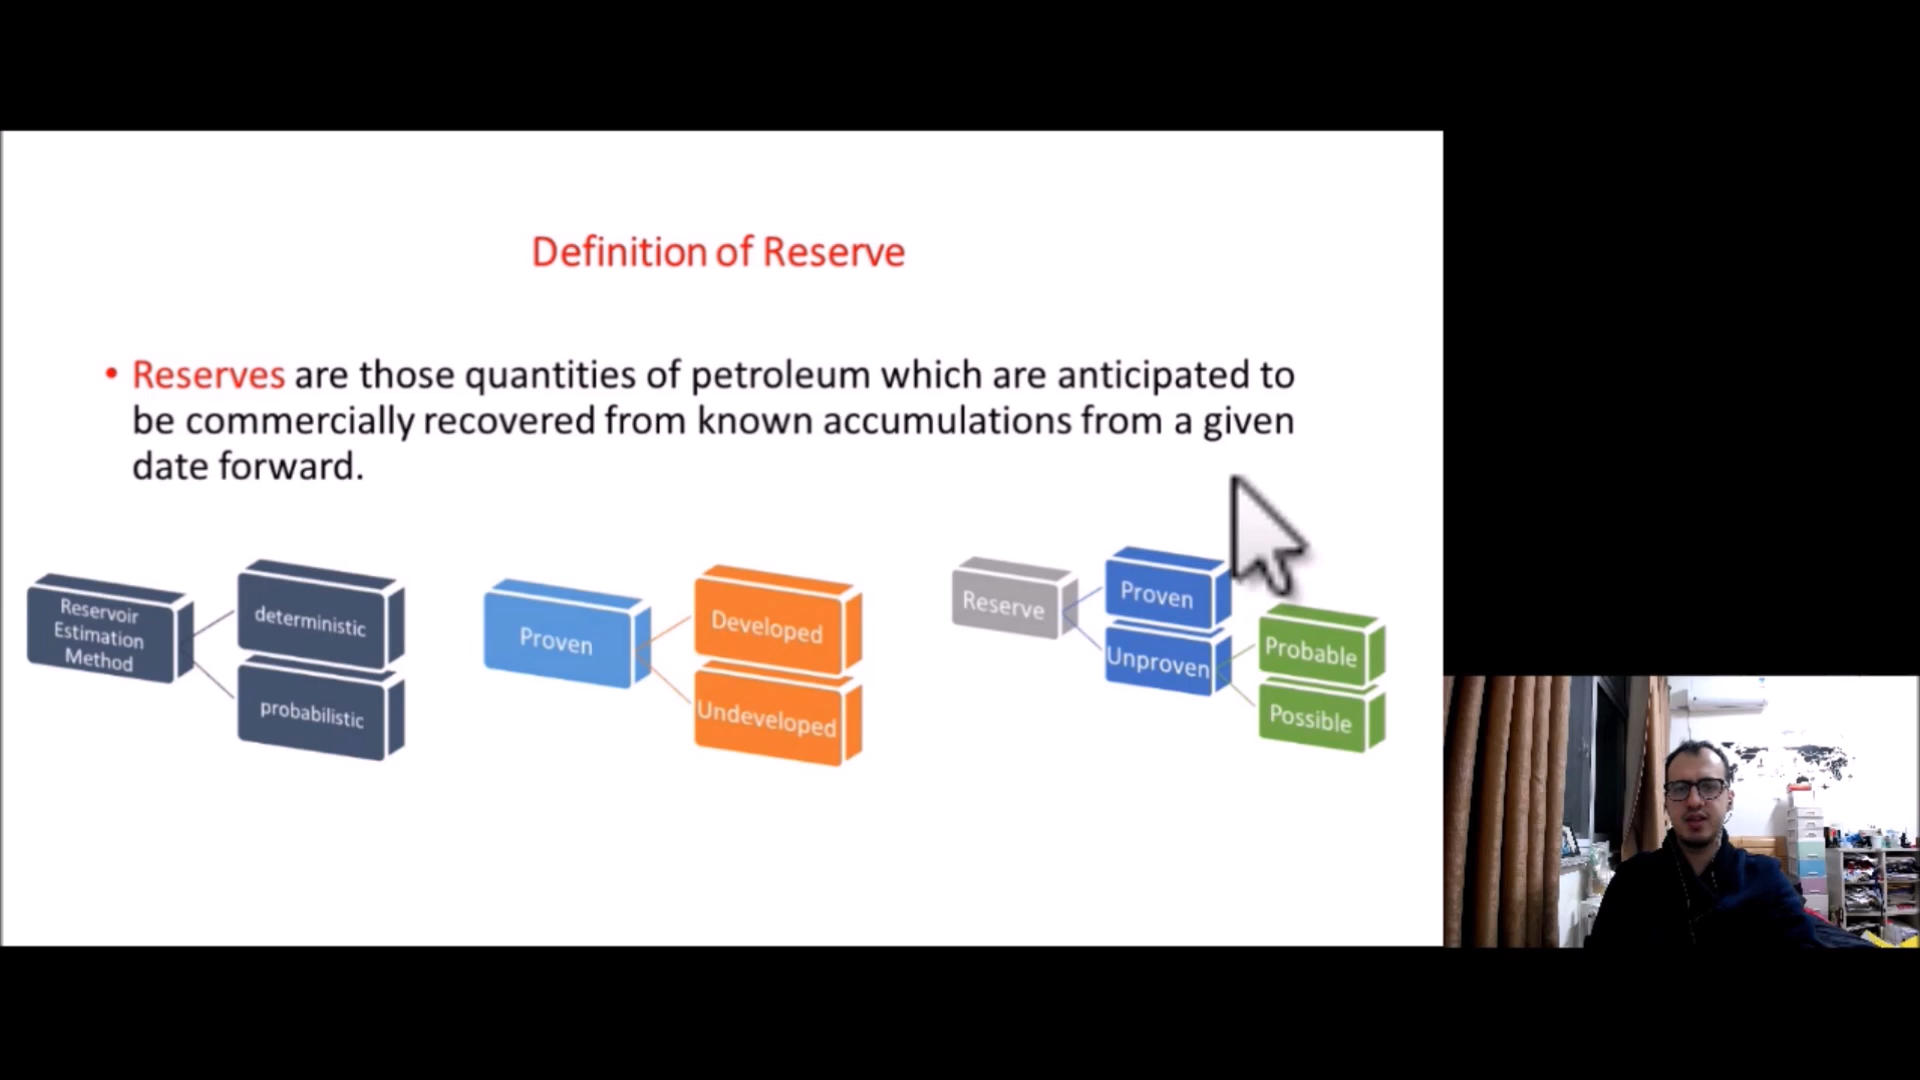 Definition of Reserve
• Reserves are those quantities of petroleum which are anticipated to
be commercially recovered from known accumulations from a given
date forward.
Reservoir
Estimation
Method
deterministic
probabilistic
Proven
Developed
Undeveloped
Reserve
Proven
Unproven
Probable
Possible